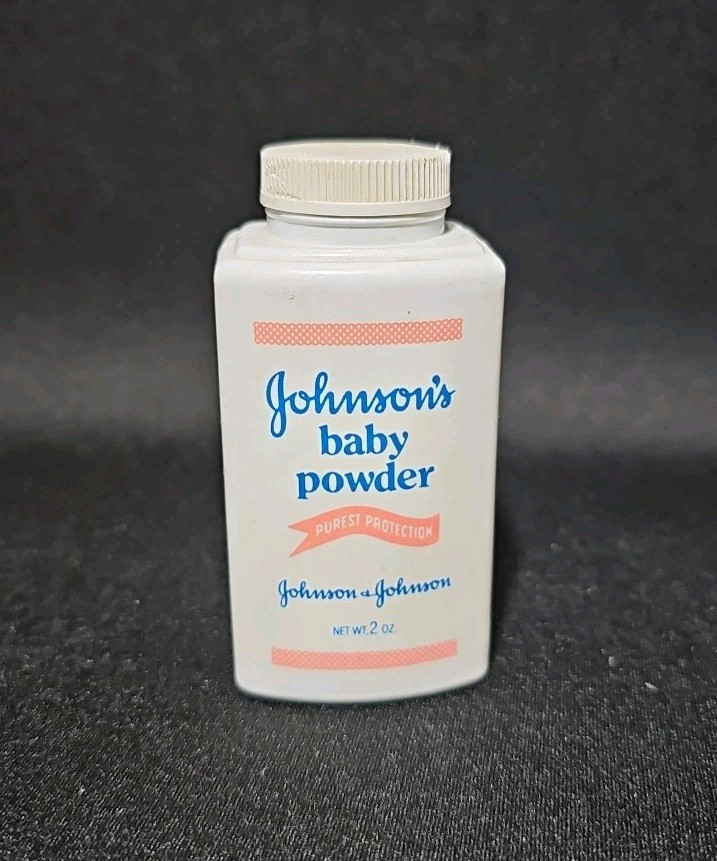 Johnson's
baby
powder
PUREST PROTECTION
Johnson & Johnson
NET WT. 2 OZ.